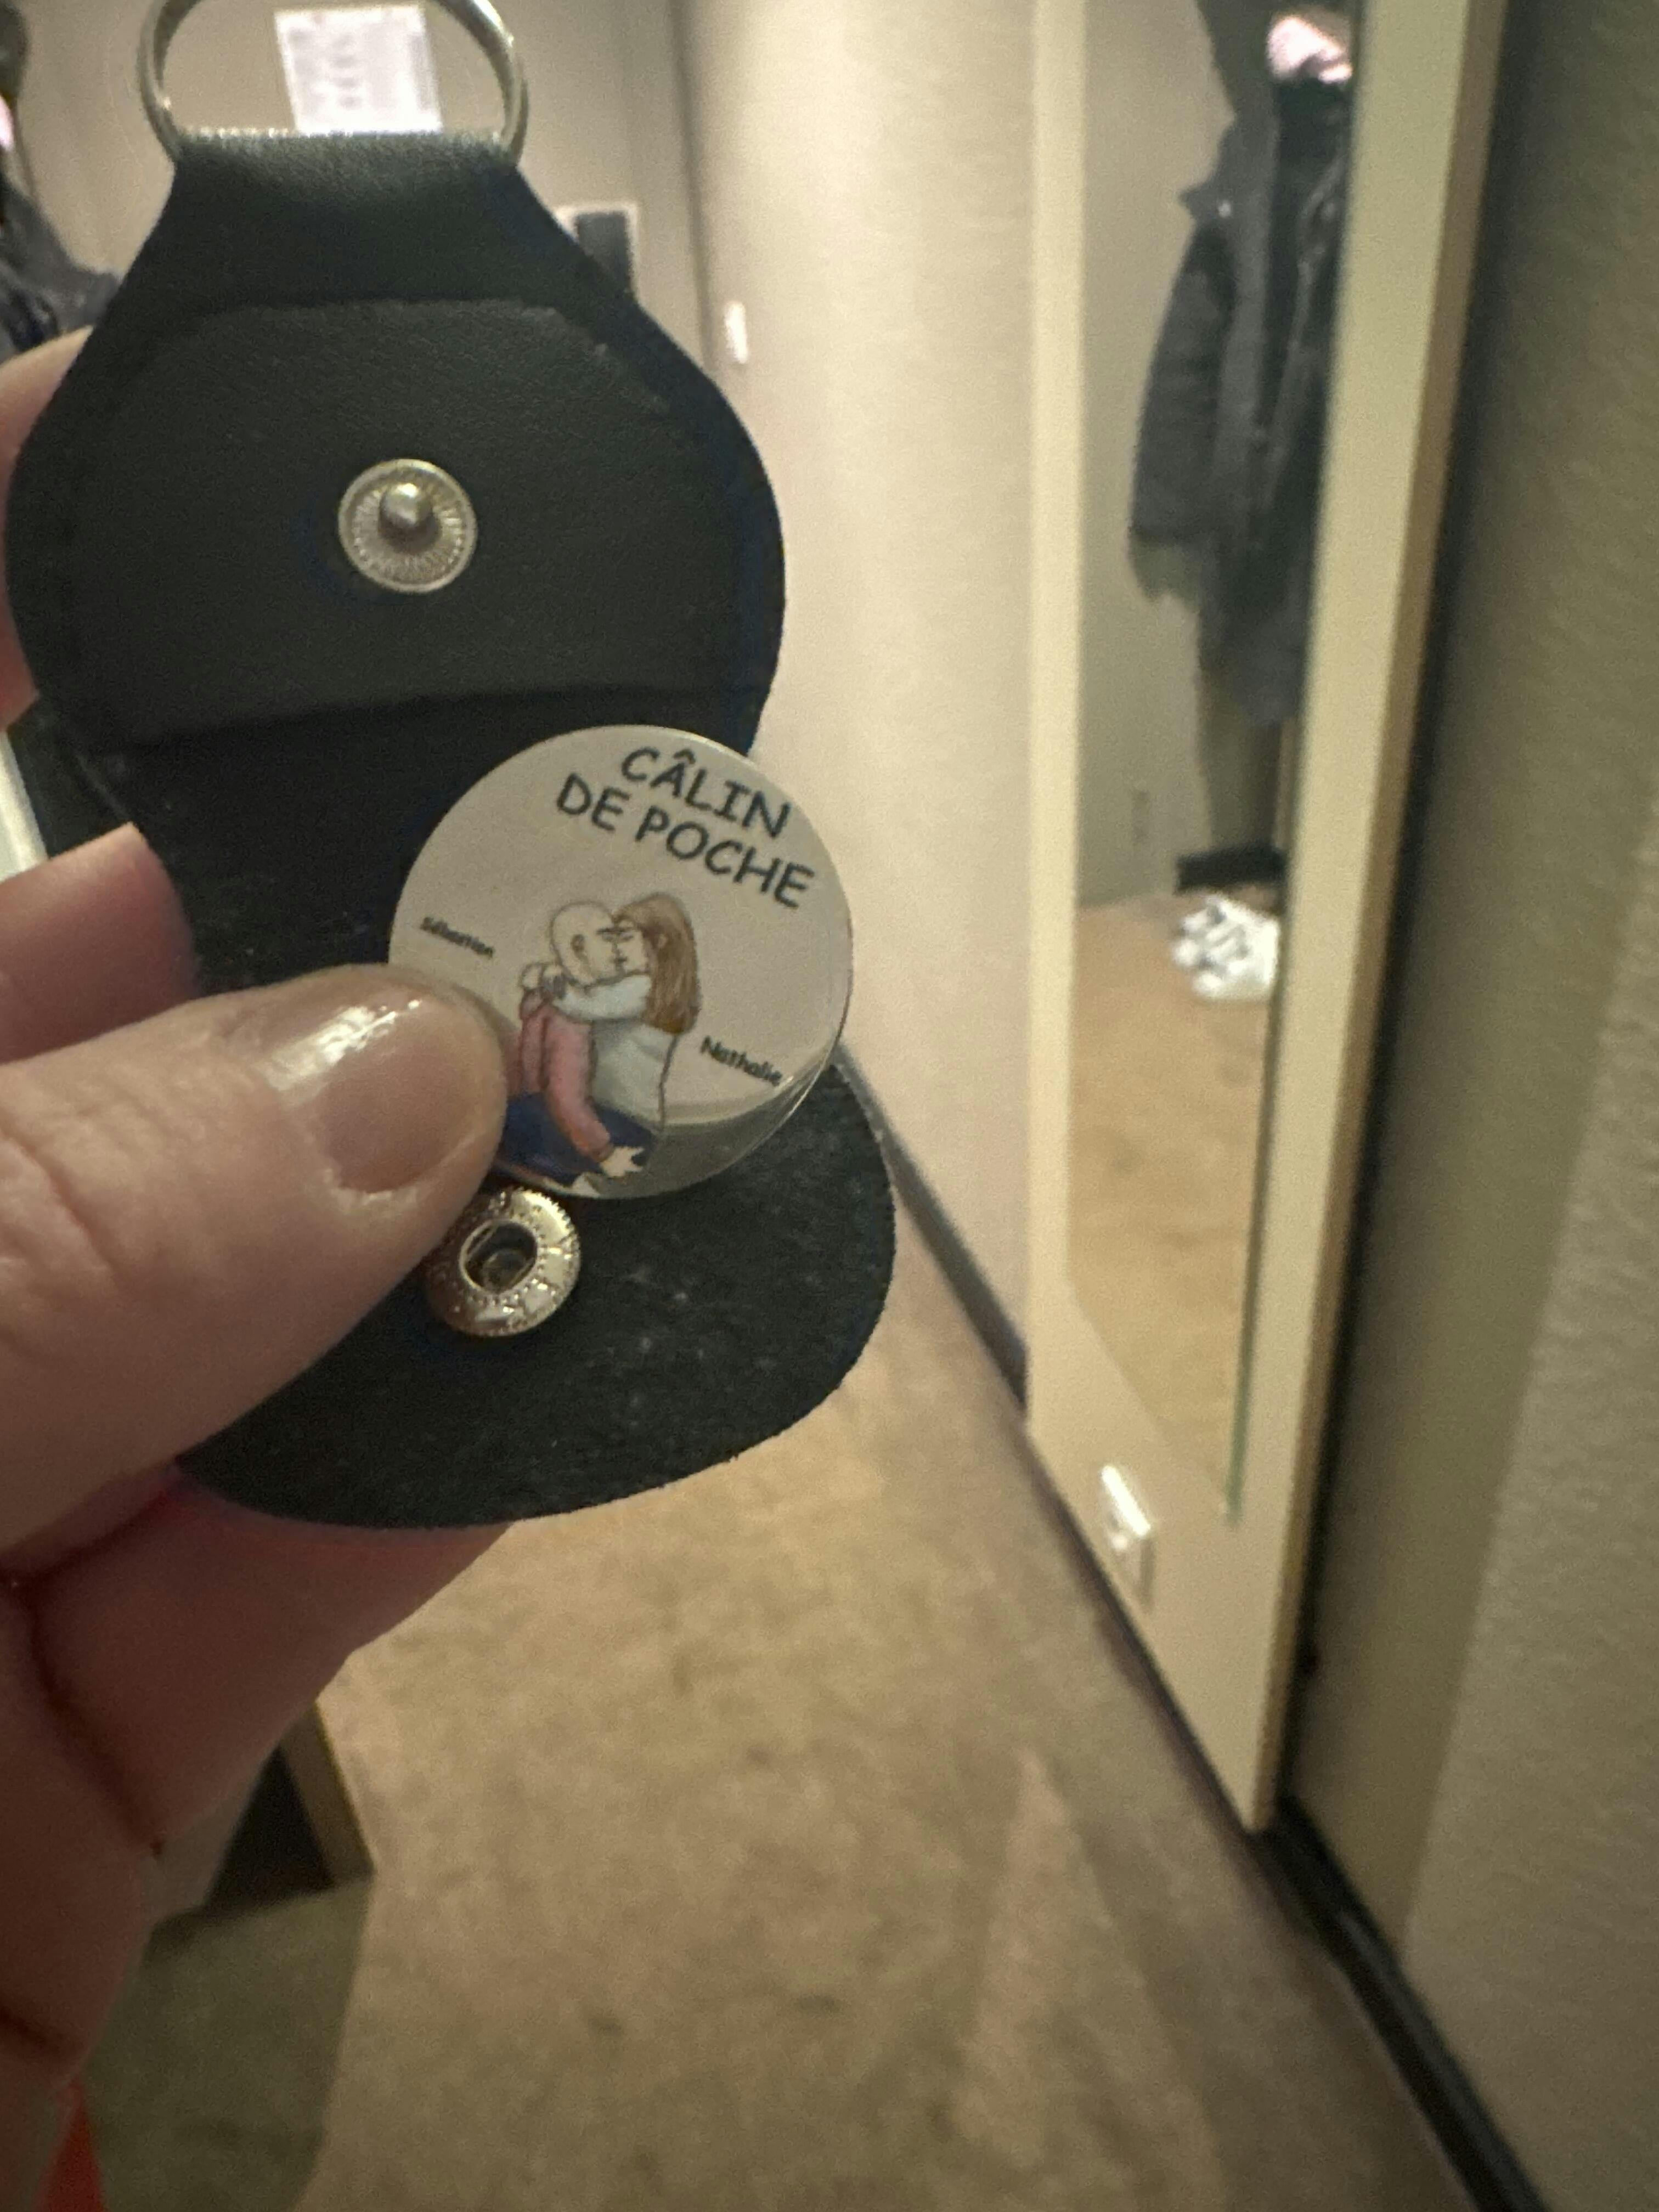 CÂLIN
DE POCHE
Sébastien
Nathalie